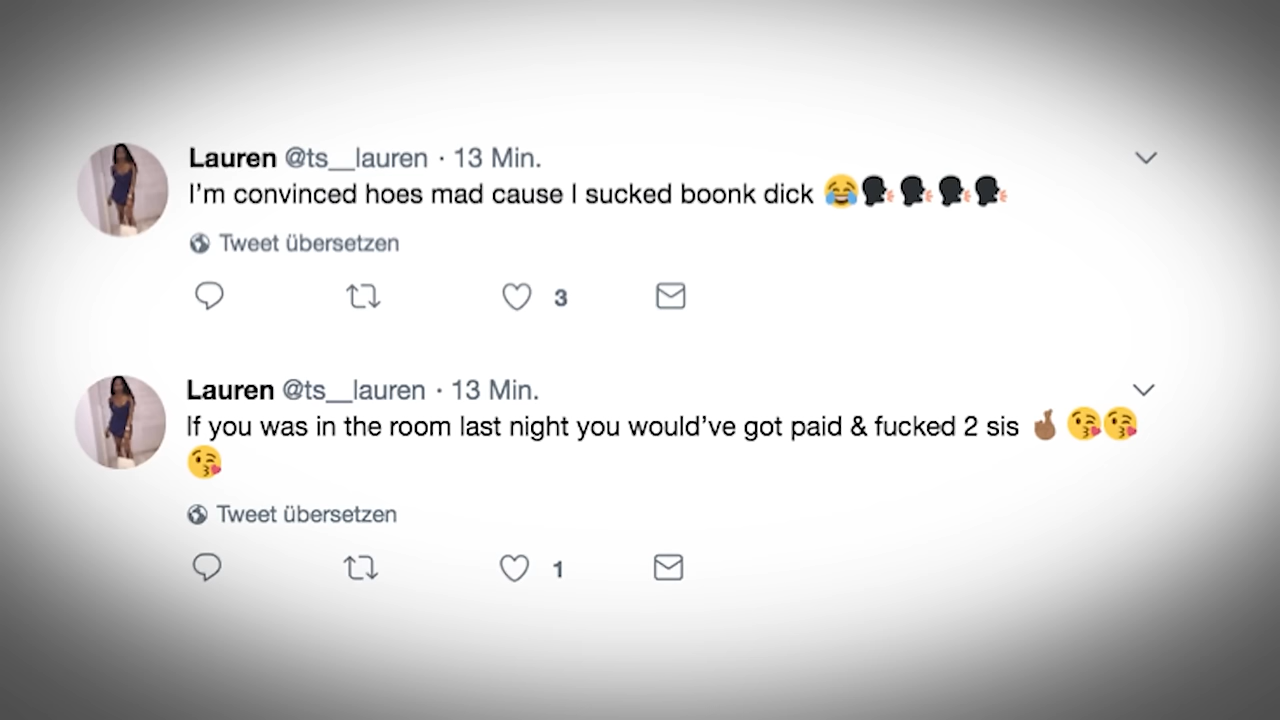 Lauren @ts__lauren · 13 Min.
I'm convinced hoes mad cause I sucked boonk dick 😂🗣🗣🗣🗣
Tweet übersetzen
3
Lauren @ts__lauren · 13 Min.
If you was in the room last night you would've got paid & fucked 2 sis 🤞🏾😘😘
😘
Tweet übersetzen
1